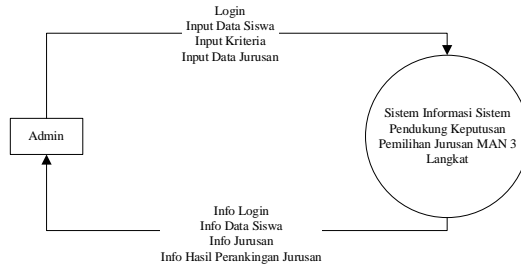 Login
Input Data Siswa
Input Kriteria
Input Data Jurusan
Admin
Sistem Informasi Sistem
Pendukung Keputusan
Pemilihan Jurusan MAN 3
Langkat
Info Login
Info Data Siswa
Info Jurusan
Info Hasil Perankingan Jurusan